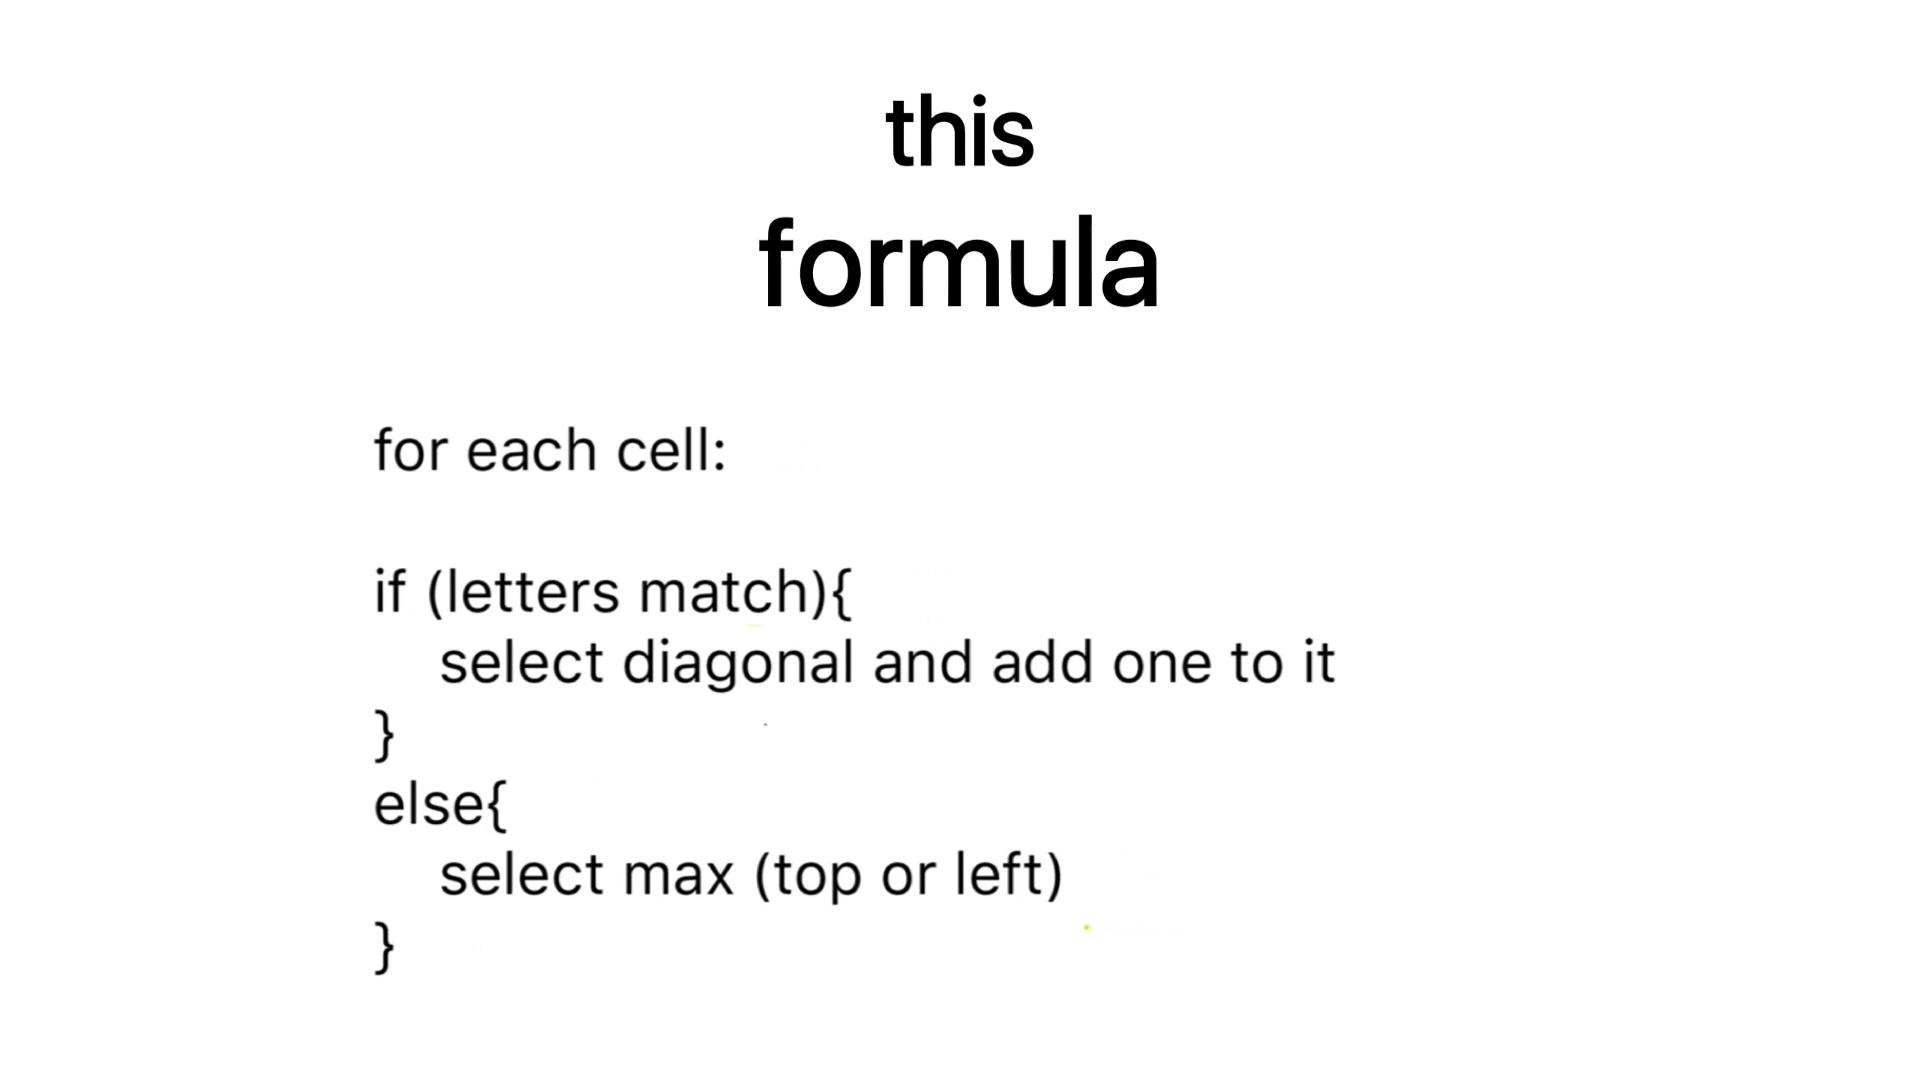 this
formula
for each cell:
if (letters match){
select diagonal and add one to it
}
else{
select max (top or left)
}